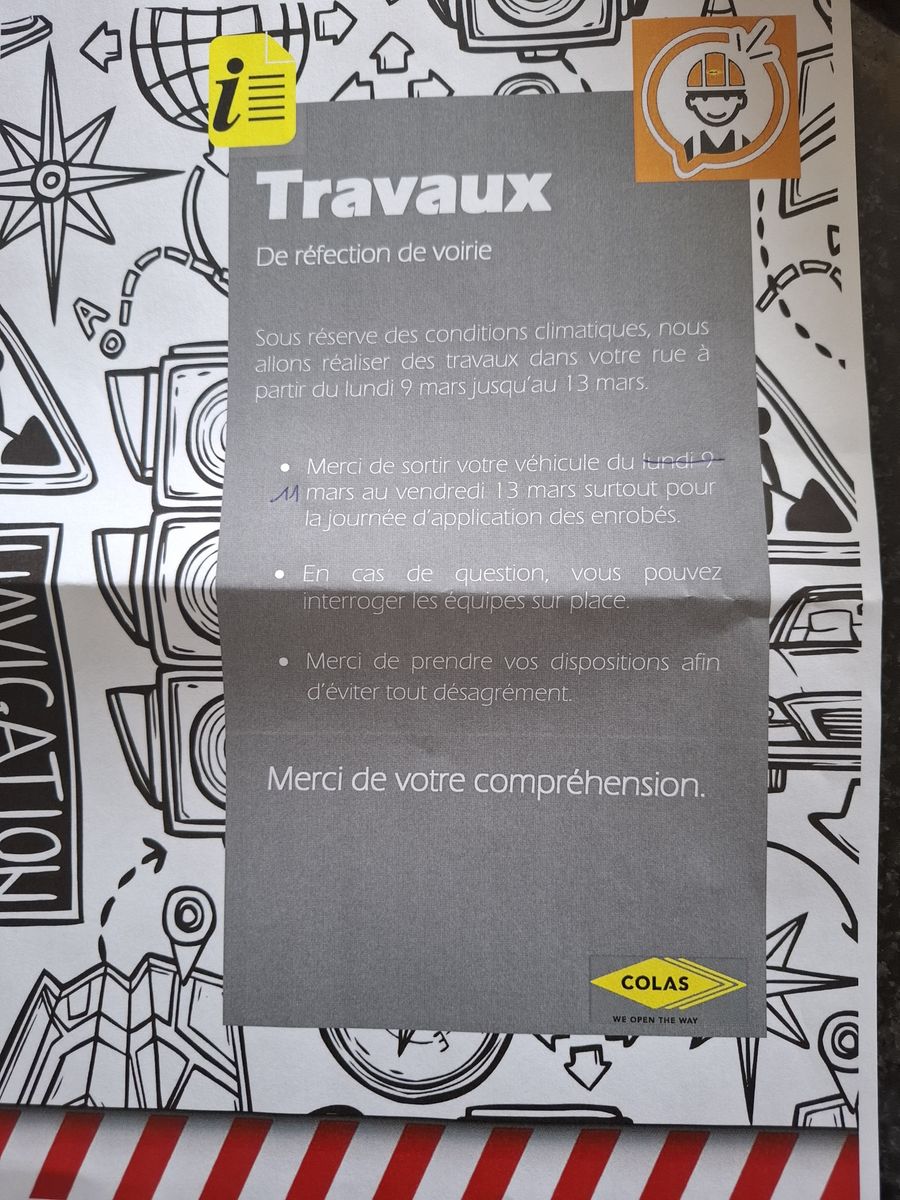 i
Travaux
De réfection de voirie
Sous réserve des conditions climatiques, nous
allons réaliser des travaux dans votre rue à
partir du lundi 9 mars jusqu'au 13 mars.
• Merci de sortir votre véhicule du lundi 9
11 mars au vendredi 13 mars surtout pour
la journée d'application des enrobés.
• En cas de question, vous pouvez
interroger les équipes sur place.
• Merci de prendre vos dispositions afin
d'éviter tout désagrément.
Merci de votre compréhension.
COLAS
WE OPEN THE WAY
A
NAVIGATION